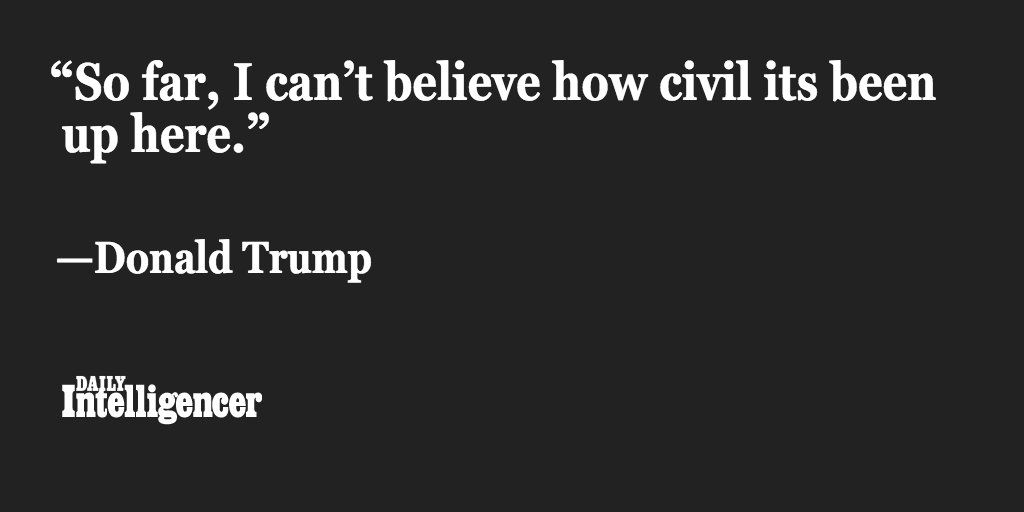 “So far, I can’t believe how civil its been
up here.”
—Donald Trump
DAILY
Intelligencer